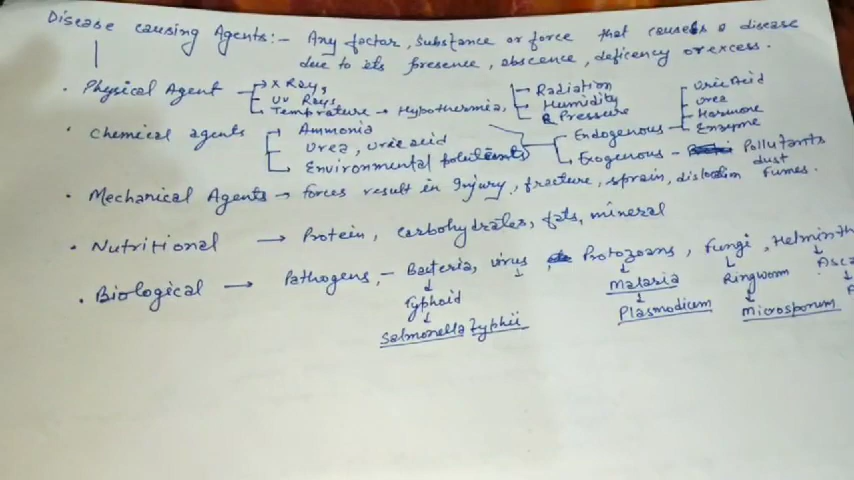 Disease causing Agents:- Any factor, substance or force that causes a disease
due to its presence, abscence, deficency or excess.
. Physical Agent → X Rays,
UV Rays
Temprature → Hypothermia,
Radiation
Humidity
Pressure
. chemical agents
Ammonia
Urea, Uric acid
Environmental pollutants
Endogenous
Uric Acid
Urea
Harmone
Enzyme
Exogenous - Pollutants
dust
Fumes.
. Mechanical Agents → forces result in Injury, fracture, sprain,
. Nutritional → Protein, carbohydrates, fats, mineral
. Biological → Pathogens, - Bacteria, virus, Protozoans, Fungi, Helminth
Typhoid
Salmonella Typhii
Malaria
Plasmodium
Ringworm
Microsporum
Asca